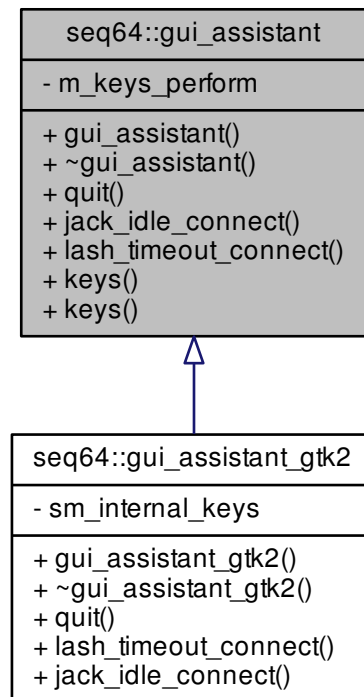 seq64::gui_assistant
- m_keys_perform
+ gui_assistant()
+ ~gui_assistant()
+ quit()
+ jack_idle_connect()
+ lash_timeout_connect()
+ keys()
+ keys()
seq64::gui_assistant_gtk2
- sm_internal_keys
+ gui_assistant_gtk2()
+ ~gui_assistant_gtk2()
+ quit()
+ lash_timeout_connect()
+ jack_idle_connect()